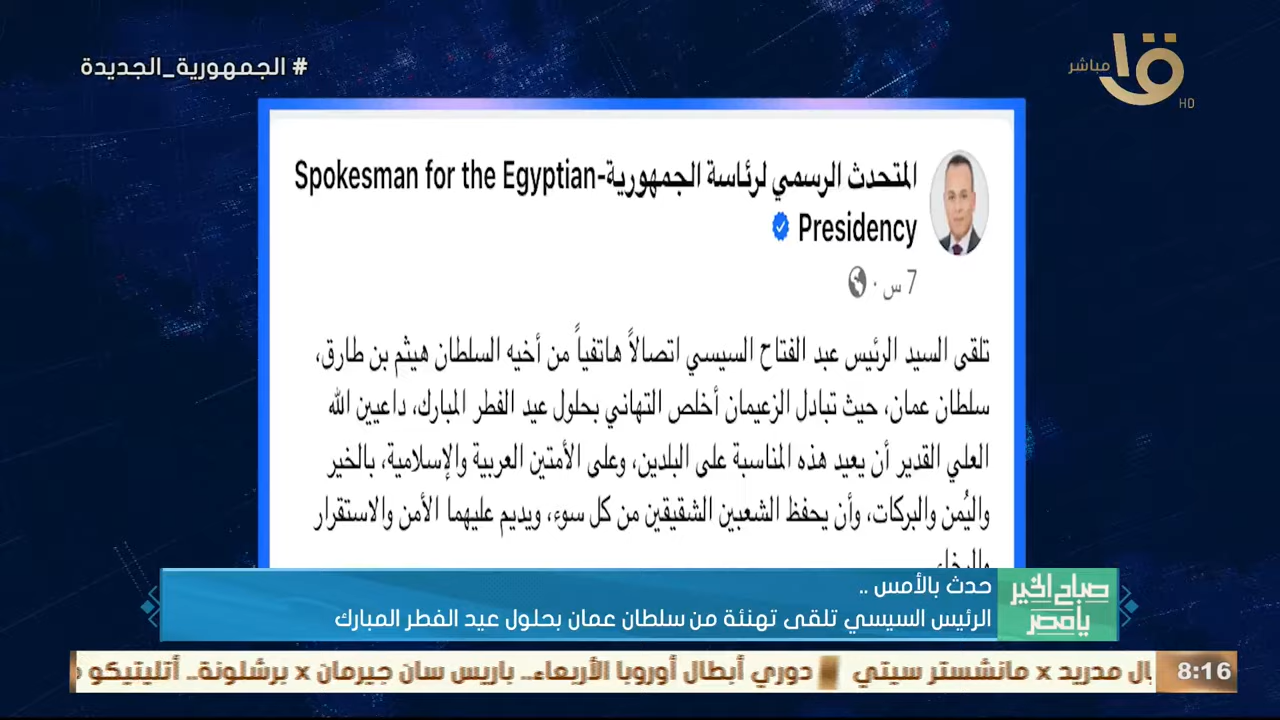 # الجمهورية_الجديدة
مباشر
HD
المتحدث الرسمي لرئاسة الجمهورية-Spokesman for the Egyptian
Presidency
7 س ·
تلقى السيد الرئيس عبد الفتاح السيسي اتصالاً هاتفياً من أخيه السلطان هيثم بن طارق،
سلطان عمان، حيث تبادل الزعيمان أخلص التهاني بحلول عيد الفطر المبارك، داعيين الله
العلي القدير أن يعيد هذه المناسبة على البلدين، وعلى الأمتين العربية والإسلامية، بالخير
واليُمن والبركات، وأن يحفظ الشعبين الشقيقين من كل سوء، ويديم عليهما الأمن والاستقرار
صباح الخير
يا مصر
حدث بالأمس ..
الرئيس السيسي تلقى تهنئة من سلطان عمان بحلول عيد الفطر المبارك
8:16
مدريد x مانشستر سيتي دوري أبطال أوروبا الأربعاء.. باريس سان جيرمان x برشلونة.. أتليتيكو